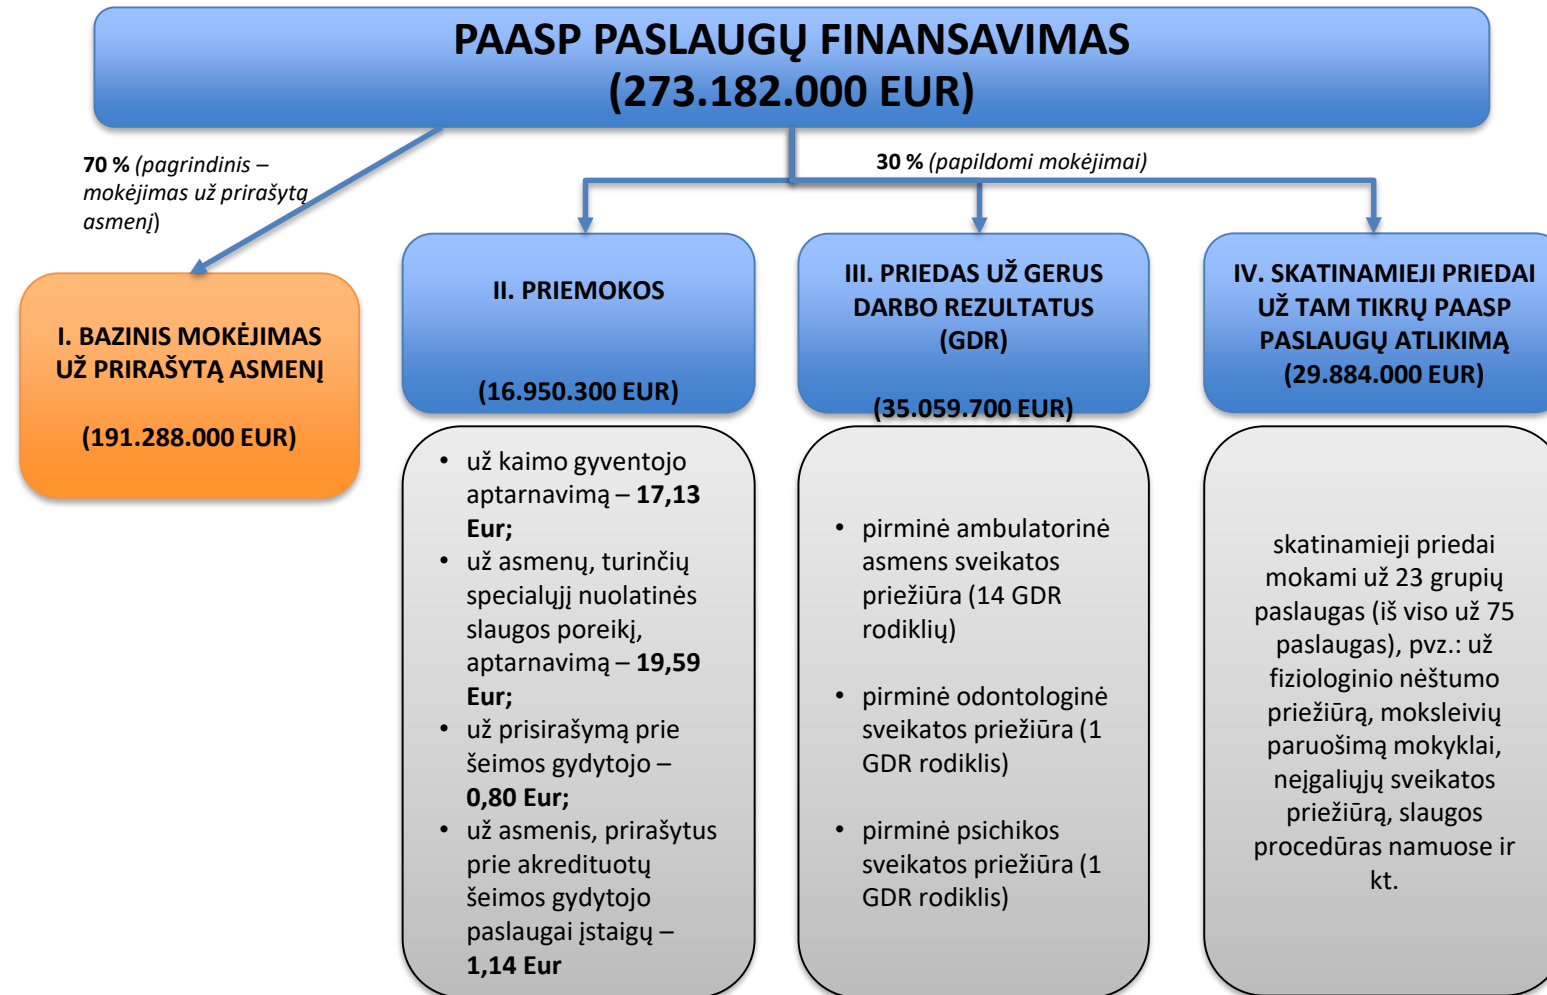 PAASP PASLAUGŲ FINANSAVIMAS
(273.182.000 EUR)
70 % (pagrindinis –
mokėjimas už prirašytą
asmenį)
30 % (papildomi mokėjimai)
I. BAZINIS MOKĖJIMAS
UŽ PRIRAŠYTĄ ASMENĮ
(191.288.000 EUR)
II. PRIEMOKOS
(16.950.300 EUR)
• už kaimo gyventojo
aptarnavimą – 17,13
Eur;
• už asmenų, turinčių
specialųjį nuolatinės
slaugos poreikį,
aptarnavimą – 19,59
Eur;
• už prisirašymą prie
šeimos gydytojo –
0,80 Eur;
• už asmenis, prirašytus
prie akredituotų
šeimos gydytojo
paslaugai įstaigų –
1,14 Eur
III. PRIEDAS UŽ GERUS
DARBO REZULTATUS
(GDR)
(35.059.700 EUR)
• pirminė ambulatorinė
asmens sveikatos
priežiūra (14 GDR
rodiklių)
• pirminė odontologinė
sveikatos priežiūra (1
GDR rodiklis)
• pirminė psichikos
sveikatos priežiūra (1
GDR rodiklis)
IV. SKATINAMIEJI PRIEDAI
UŽ TAM TIKRŲ PAASP
PASLAUGŲ ATLIKIMĄ
(29.884.000 EUR)
skatinamieji priedai
mokami už 23 grupių
paslaugas (iš viso už 75
paslaugas), pvz.: už
fiziologinio nėštumo
priežiūrą, moksleivių
paruošimą mokyklai,
neįgaliųjų sveikatos
priežiūrą, slaugos
procedūras namuose ir
kt.